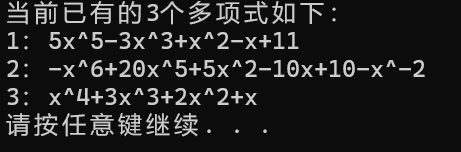 当前已有的3个多项式如下：
1：5x^5-3x^3+x^2-x+11
2：-x^6+20x^5+5x^2-10x+10-x^-2
3：x^4+3x^3+2x^2+x
请按任意键继续. . .